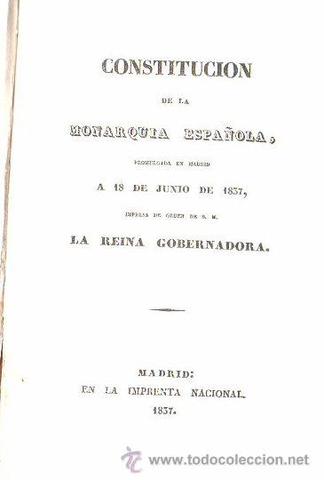 CONSTITUCION
DE LA
MONARQUIA ESPAÑOLA,
PROMULGADA EN MADRID
A 18 DE JUNIO DE 1837,
IMPRESA DE ORDEN DE S. M.
LA REINA GOBERNADORA.
MADRID:
EN LA IMPRENTA NACIONAL.
1837.
www.todocoleccion.net